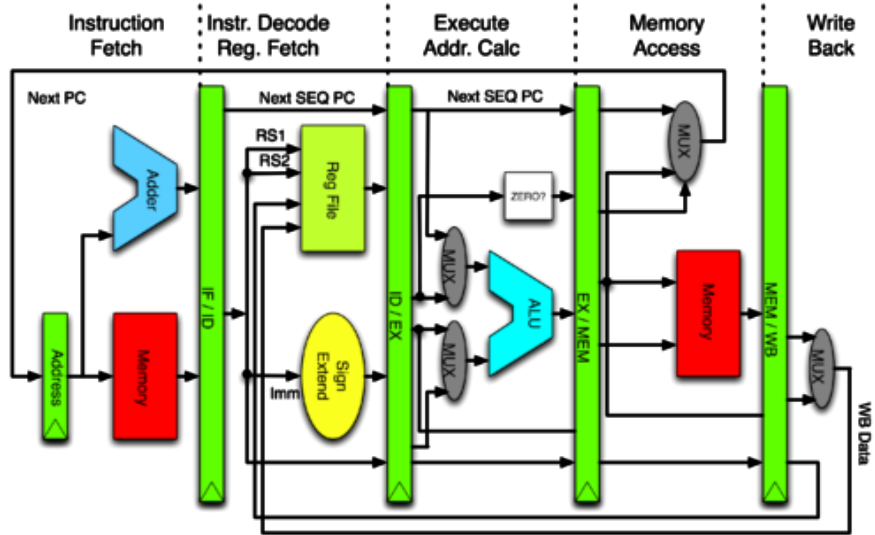 Instruction
Fetch
Instr. Decode
Reg. Fetch
Execute
Addr. Calc
Memory
Access
Write
Back
Next PC
Next SEQ PC
Next SEQ PC
RS1
RS2
Reg File
MUX
Adder
ZERO?
MUX
IF / ID
ID / EX
ALU
EX / MEM
Memory
MEM / WB
Address
Memory
Sign
Extend
MUX
MUX
Imm
WB Data